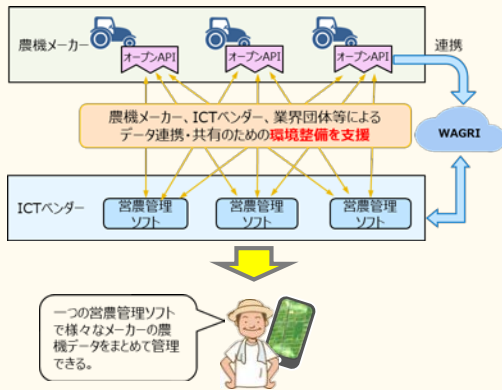 農機メーカー
オープンAPI
オープンAPI
オープンAPI
連携
農機メーカー、ICTベンダー、業界団体等による
データ連携・共有のための環境整備を支援
WAGRI
ICTベンダー
営農管理
ソフト
営農管理
ソフト
営農管理
ソフト
一つの営農管理ソフト
で様々なメーカーの農
機データをまとめて管理
できる。